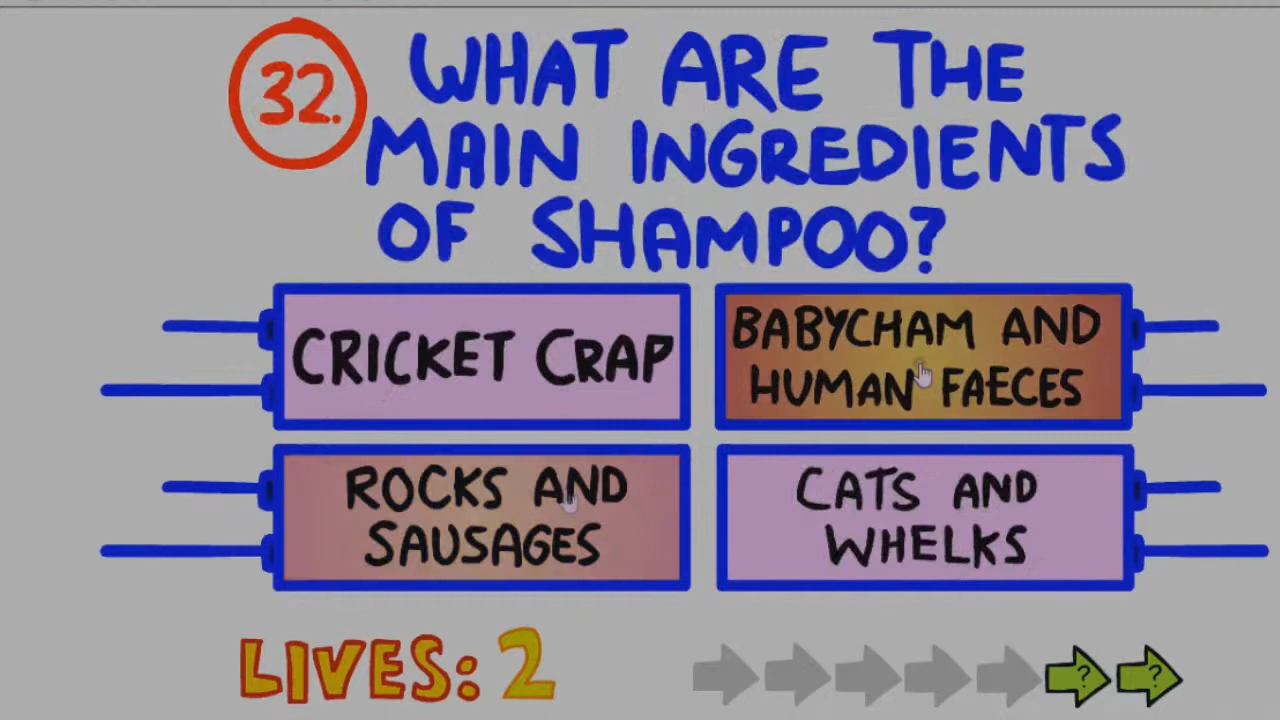 32.
WHAT ARE THE
MAIN INGREDIENTS
OF SHAMPOO?
CRICKET CRAP
BABYCHAM AND
HUMAN FAECES
ROCKS AND
SAUSAGES
CATS AND
WHELKS
LIVES: 2
? ?